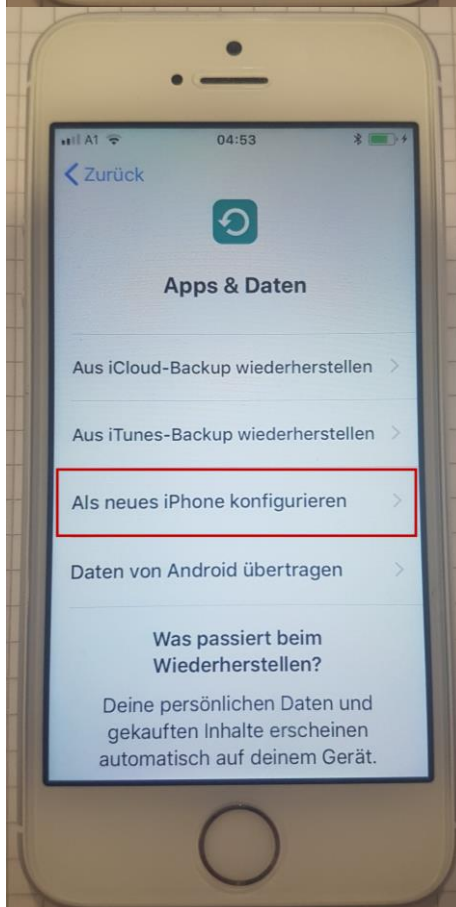 A1 04:53
Zurück
Apps & Daten
Aus iCloud-Backup wiederherstellen
Aus iTunes-Backup wiederherstellen
Als neues iPhone konfigurieren
Daten von Android übertragen
Was passiert beim
Wiederherstellen?
Deine persönlichen Daten und
gekauften Inhalte erscheinen
automatisch auf deinem Gerät.